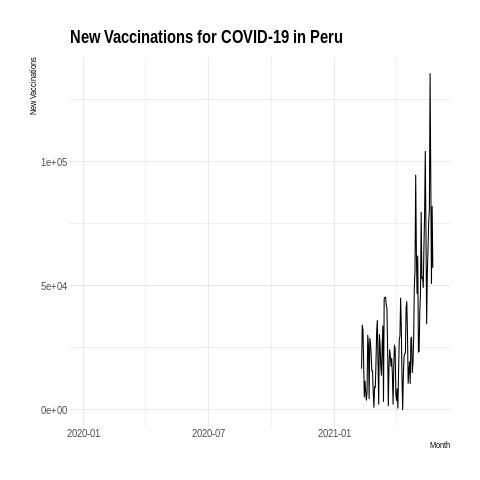 New Vaccinations for COVID-19 in Peru
New Vaccinations
1e+05
5e+04
0e+00
2020-01 2020-07 2021-01
Month